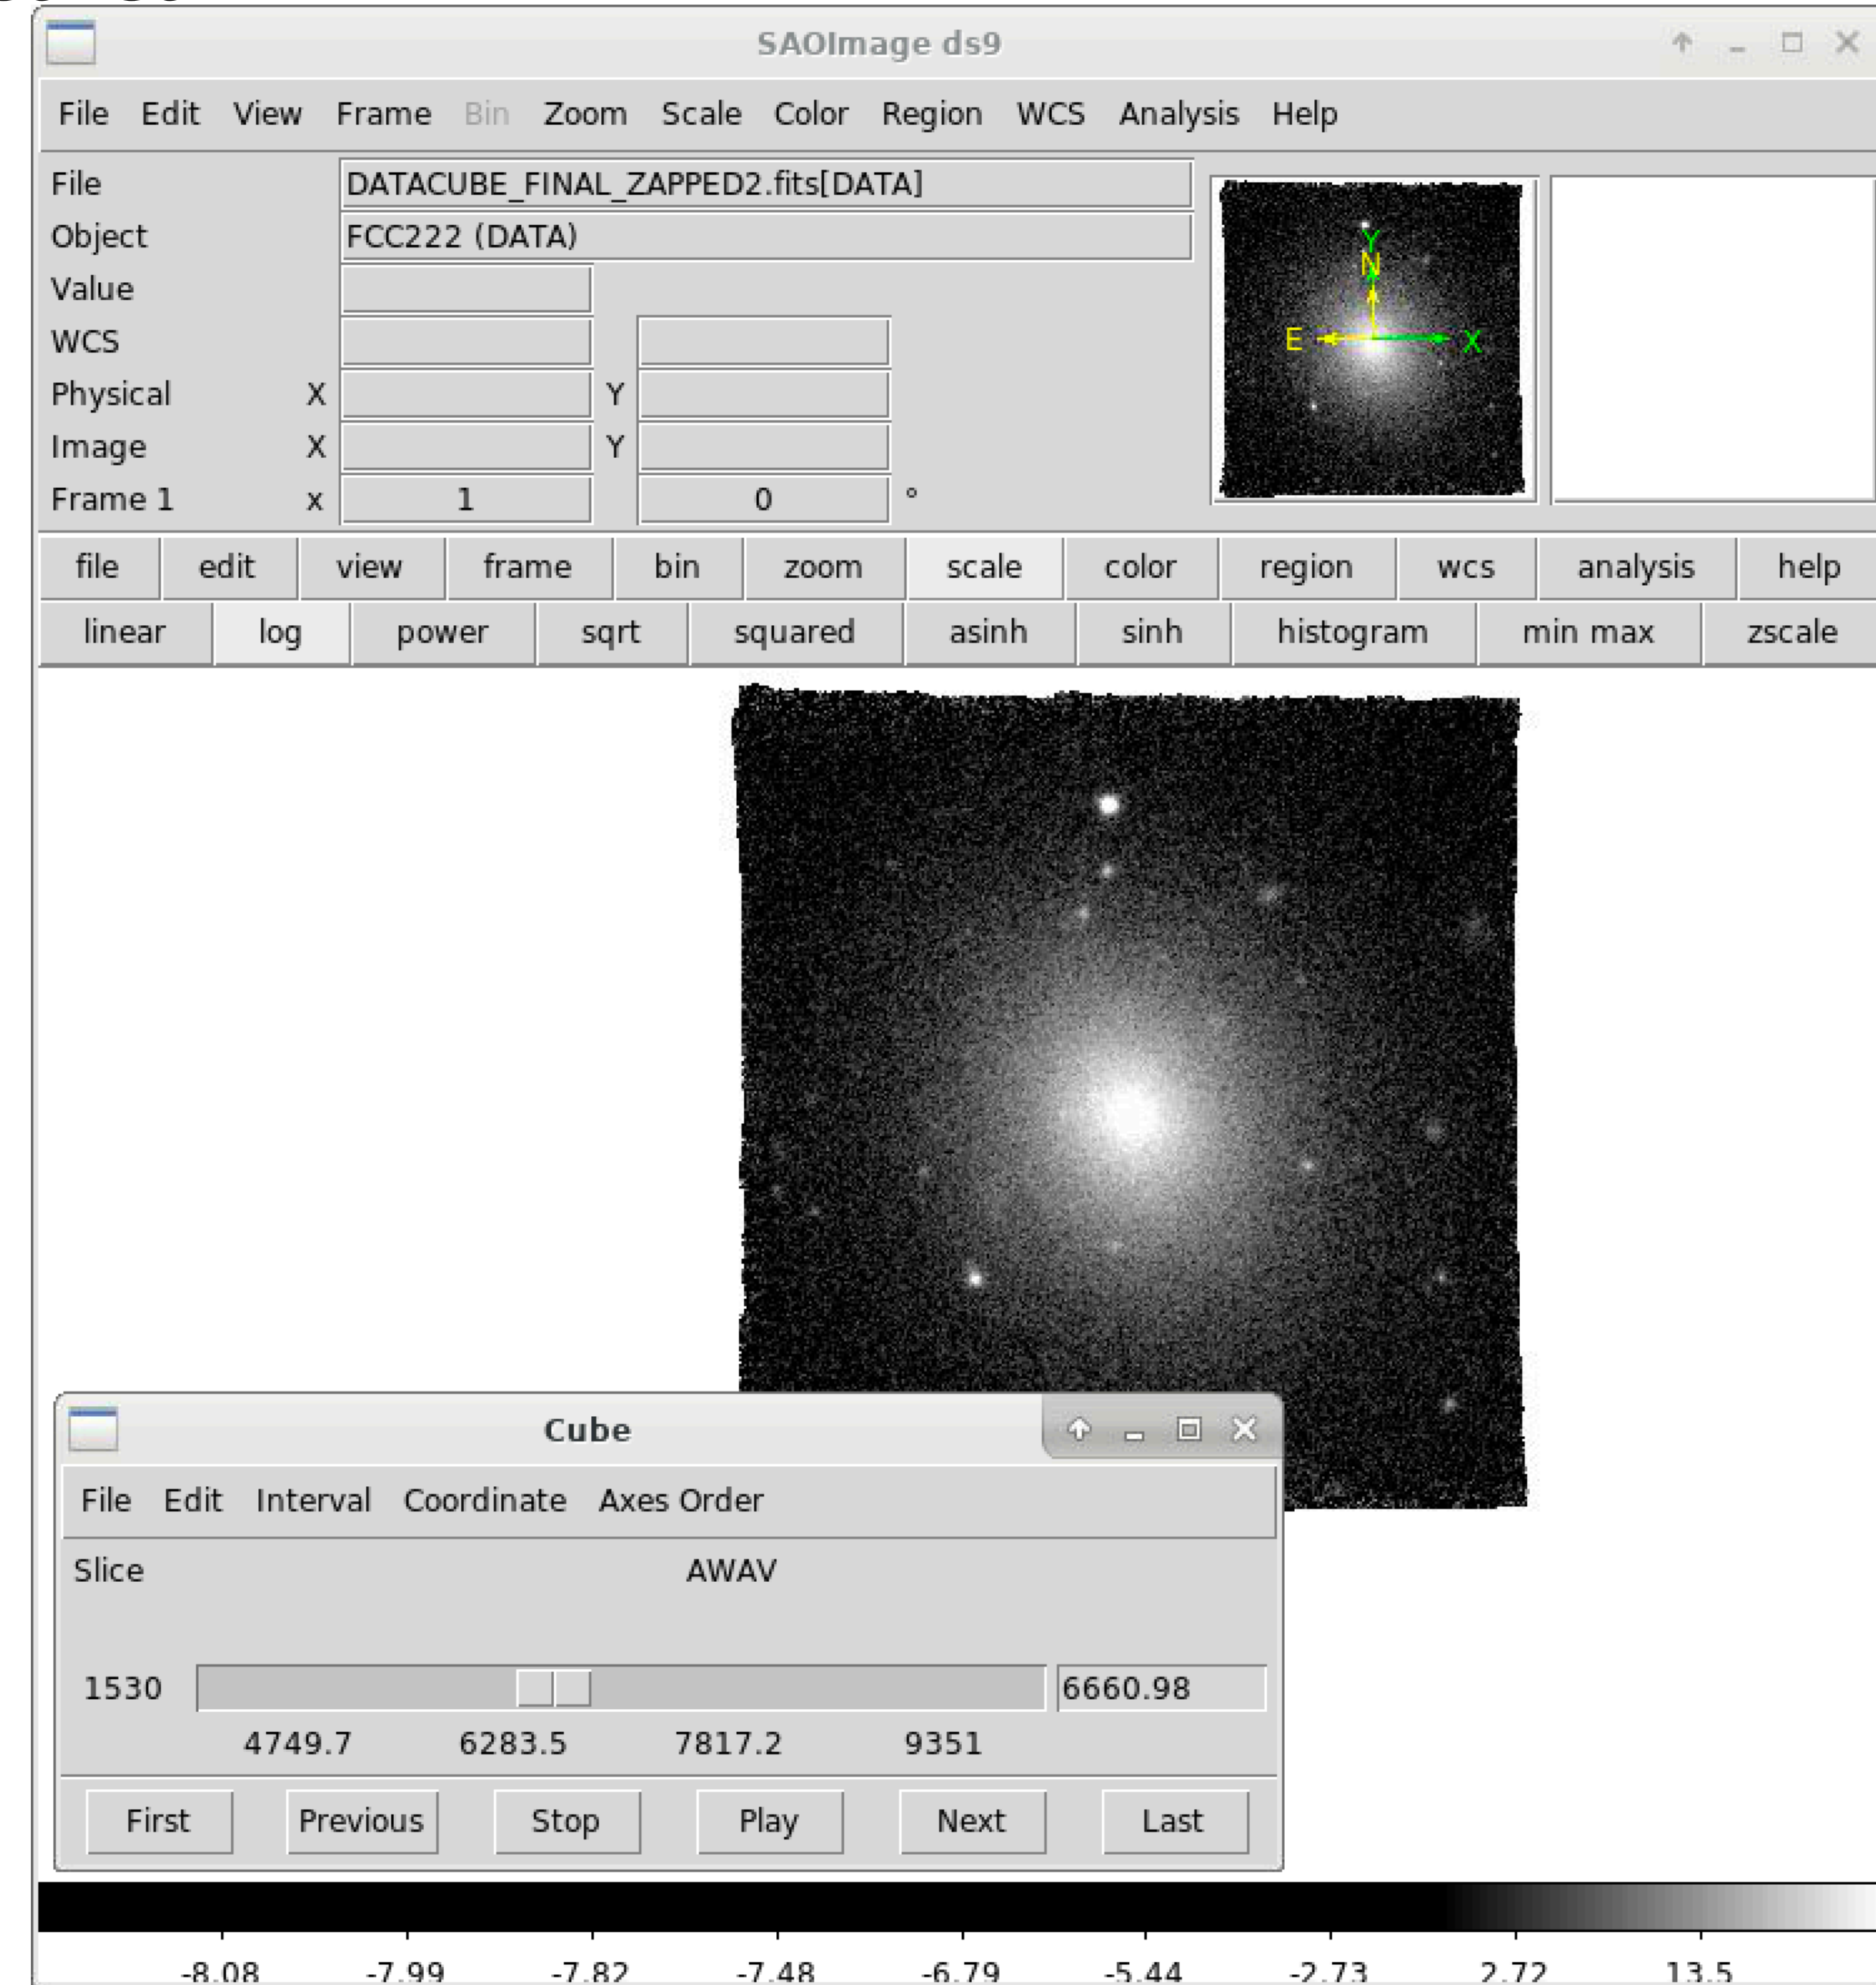 SAOImage ds9
File Edit View Frame Bin Zoom Scale Color Region WCS Analysis Help
File DATACUBE_FINAL_ZAPPED2.fits[DATA]
Object FCC222 (DATA)
Value
WCS
Physical X Y
Image X Y
Frame 1 x 1 0 °
Y
N
E X
file edit view frame bin zoom scale color region wcs analysis help
linear log power sqrt squared asinh sinh histogram min max zscale
Cube
File Edit Interval Coordinate Axes Order
Slice AWAV
1530 6660.98
4749.7 6283.5 7817.2 9351
First Previous Stop Play Next Last
-8.08 -7.99 -7.82 -7.48 -6.79 -5.44 -2.73 2.72 13.5